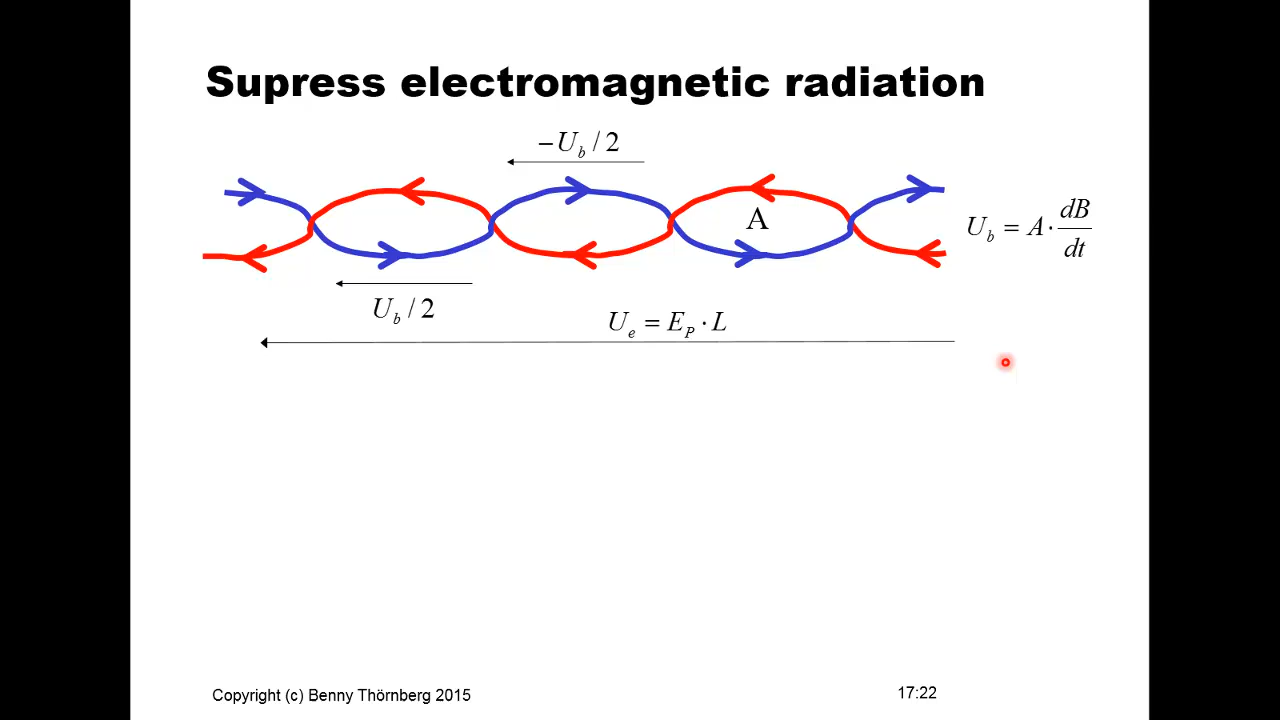 Supress electromagnetic radiation
−U_b / 2
A
U_b = A · dB/dt
U_b / 2
U_e = E_P · L
Copyright (c) Benny Thörnberg 2015
17:22